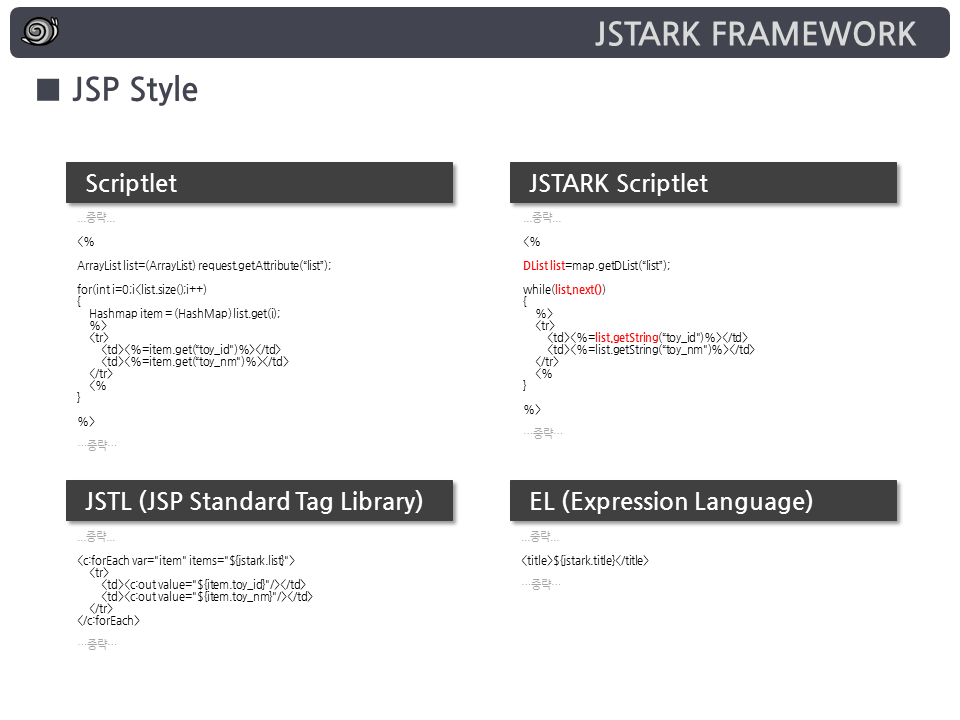 JSTARK FRAMEWORK
■ JSP Style
Scriptlet
...중략...
<%
ArrayList list=(ArrayList) request.getAttribute(“list”);
for(int i=0;i<list.size();i++)
{
Hashmap item = (HashMap) list.get(i);
%>
<tr>
<td><%=item.get(“toy_id")%></td>
<td><%=item.get(“toy_nm")%></td>
</tr>
<%
}
%>
…중략…
JSTARK Scriptlet
...중략...
<%
DList list=map.getDList(“list”);
while(list.next())
{
%>
<tr>
<td><%=list.getString(“toy_id")%></td>
<td><%=list.getString(“toy_nm")%></td>
</tr>
<%
}
%>
…중략…
JSTL (JSP Standard Tag Library)
...중략...
<c:forEach var="item" items="${jstark.list}">
<tr>
<td><c:out value="${item.toy_id}"/></td>
<td><c:out value="${item.toy_nm}"/></td>
</tr>
</c:forEach>
…중략…
EL (Expression Language)
...중략...
<title>${jstark.title}</title>
…중략…